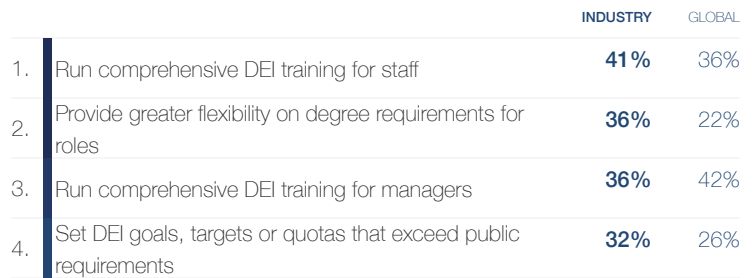 INDUSTRY GLOBAL
1. Run comprehensive DEI training for staff 41% 36%
Provide greater flexibility on degree requirements for
2. roles 36% 22%
3. Run comprehensive DEI training for managers 36% 42%
Set DEI goals, targets or quotas that exceed public
4. requirements 32% 26%